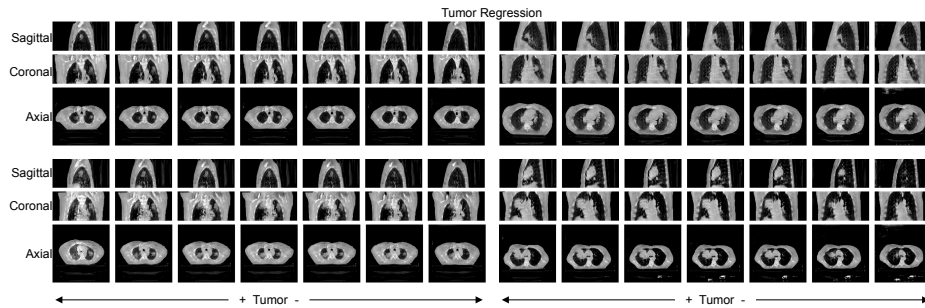 Tumor Regression
Sagittal
Coronal
Axial
Sagittal
Coronal
Axial
+ Tumor -
+ Tumor -